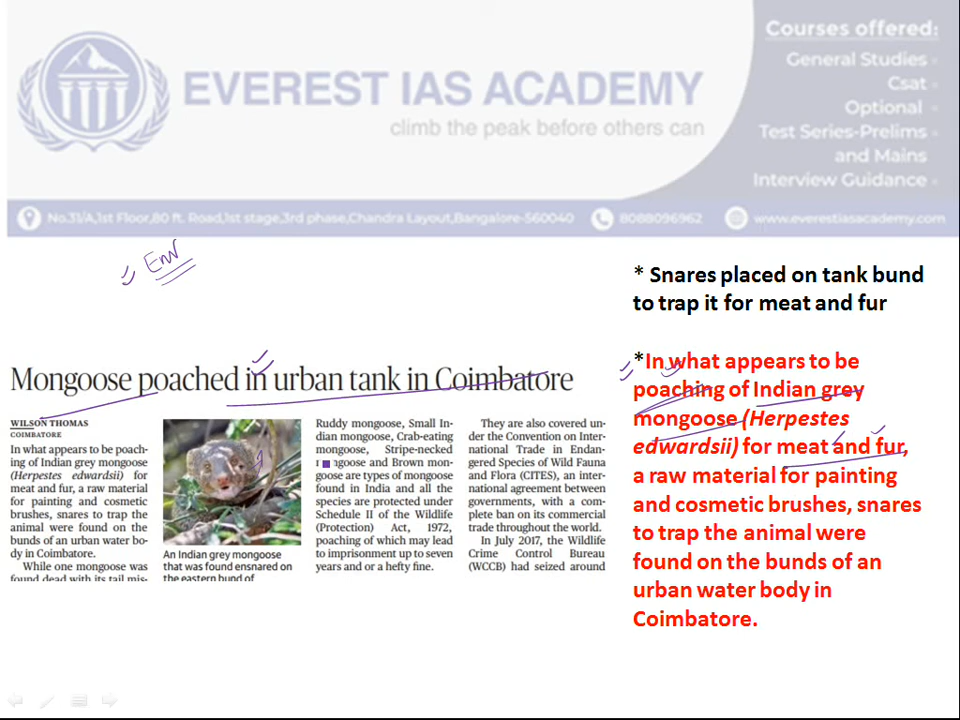 Courses offered:
General Studies
Csat
Optional
Test Series-Prelims
and Mains
Interview Guidance
EVEREST IAS ACADEMY
climb the peak before others can
No.31/A,1st Floor,80 ft. Road,1st stage,3rd phase,Chandra Layout,Bangalore-560040
8088096962
www.everestiasacademy.com
Env
Mongoose poached in urban tank in Coimbatore
WILSON THOMAS
COIMBATORE
In what appears to be poach-
ing of Indian grey mongoose
(Herpestes edwardsii) for
meat and fur, a raw material
for painting and cosmetic
brushes, snares to trap the
animal were found on the
bunds of an urban water bo-
dy in Coimbatore.
While one mongoose was
found dead with its tail mis-
An Indian grey mongoose
that was found ensnared on
the eastern bund of
Ruddy mongoose, Small In-
dian mongoose, Crab-eating
mongoose, Stripe-necked
goose and Brown mon-
goose are types of mongoose
found in India and all the
species are protected under
Schedule II of the Wildlife
(Protection) Act, 1972,
poaching of which may lead
to imprisonment up to seven
years and or a hefty fine.
They are also covered un-
der the Convention on Inter-
national Trade in Endan-
gered Species of Wild Fauna
and Flora (CITES), an inter-
national agreement between
governments, with a com-
plete ban on its commercial
trade throughout the world.
In July 2017, the Wildlife
Crime Control Bureau
(WCCB) had seized around
* Snares placed on tank bund
to trap it for meat and fur
*In what appears to be
poaching of Indian grey
mongoose (Herpestes
edwardsii) for meat and fur,
a raw material for painting
and cosmetic brushes, snares
to trap the animal were
found on the bunds of an
urban water body in
Coimbatore.